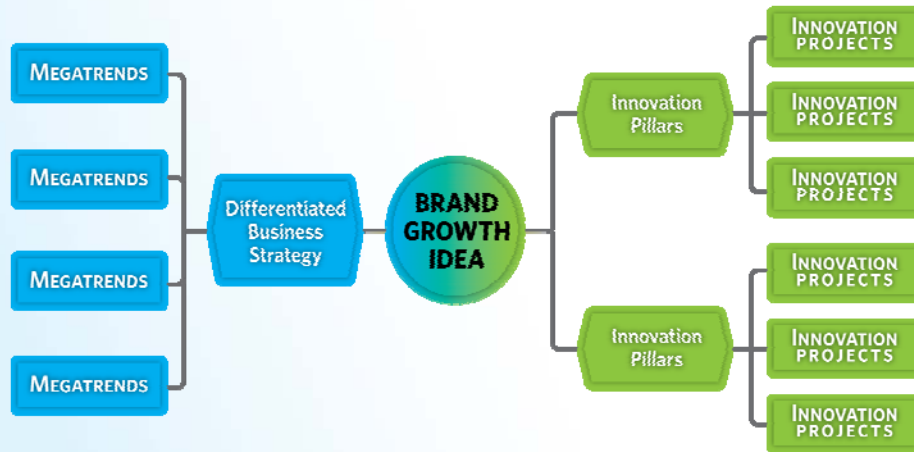 MEGATRENDS
MEGATRENDS
MEGATRENDS
MEGATRENDS
Differentiated
Business
Strategy
BRAND
GROWTH
IDEA
Innovation
Pillars
INNOVATION
PROJECTS
INNOVATION
PROJECTS
INNOVATION
PROJECTS
Innovation
Pillars
INNOVATION
PROJECTS
INNOVATION
PROJECTS
INNOVATION
PROJECTS